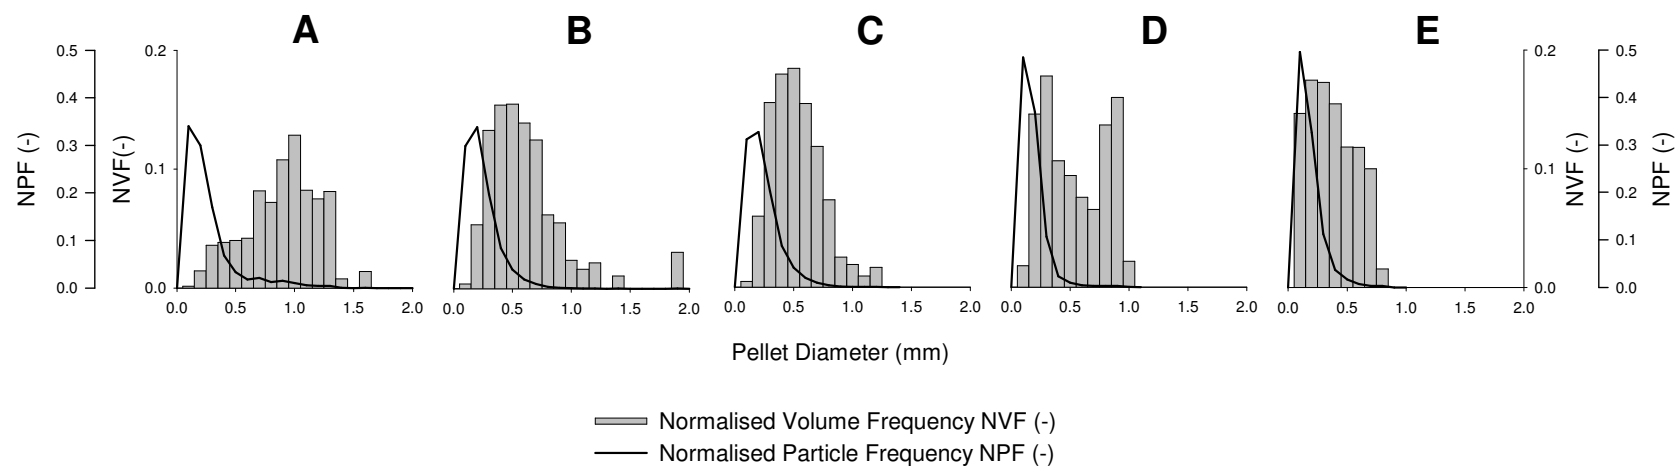 A B C D E
0.5 0.2 0.2 0.5
0.4 0.4
0.3 0.3
0.1 0.1
0.2 0.2
0.1 0.1
0.0 0.0 0.0 0.0
NPF (-) NVF(-) NVF (-) NPF (-)
0.0 0.5 1.0 1.5 2.0 0.0 0.5 1.0 1.5 2.0 0.0 0.5 1.0 1.5 2.0 0.0 0.5 1.0 1.5 2.0 0.0 0.5 1.0 1.5 2.0
Pellet Diameter (mm)
Normalised Volume Frequency NVF (-)
Normalised Particle Frequency NPF (-)